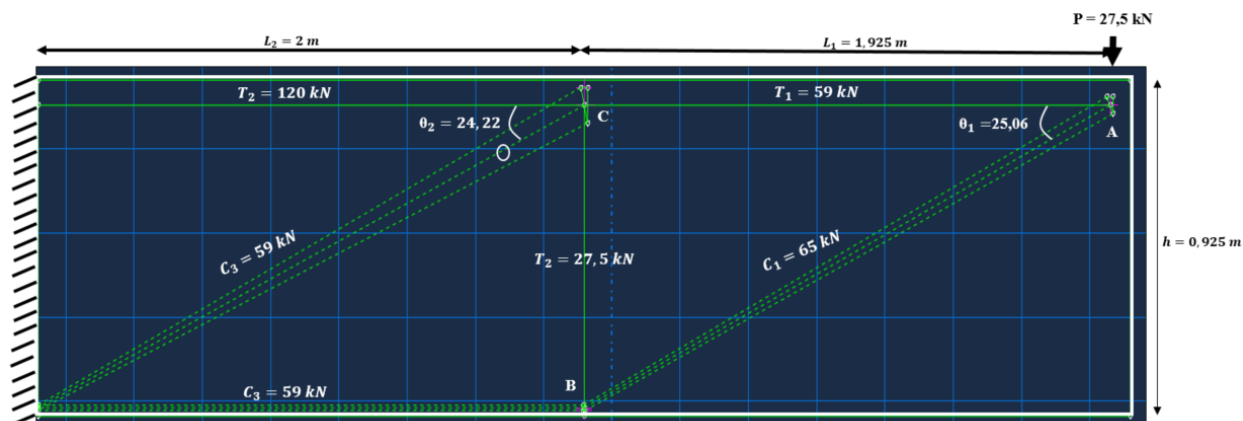 P = 27,5 kN
L₂ = 2 m
L₁ = 1,925 m
T₂ = 120 kN
T₁ = 59 kN
θ₂ = 24,22
C
θ₁ =25,06
A
C₃ = 59 kN
T₂ = 27,5 kN
C₁ = 65 kN
h = 0,925 m
C₃ = 59 kN
B